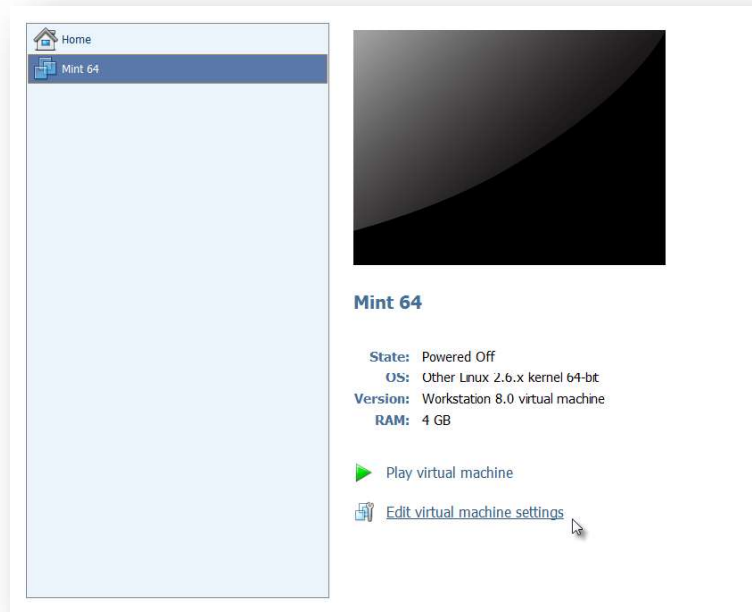 Home
Mint 64
Mint 64
State: Powered Off
OS: Other Linux 2.6.x kernel 64-bit
Version: Workstation 8.0 virtual machine
RAM: 4 GB
Play virtual machine
Edit virtual machine settings